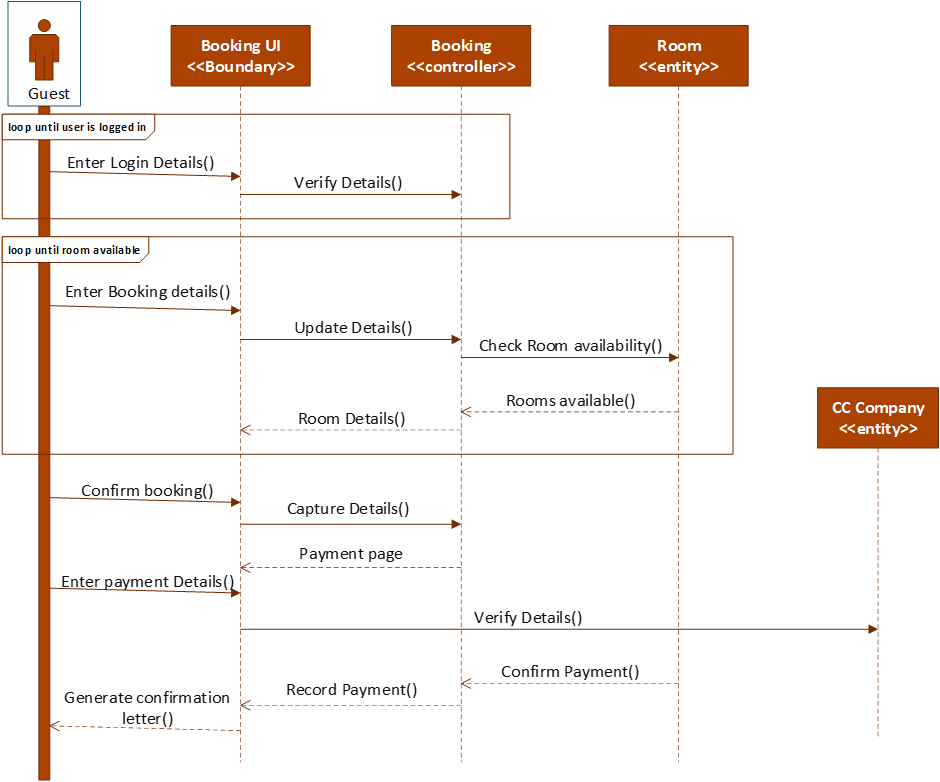 Guest
Booking UI
<<Boundary>>
Booking
<<controller>>
Room
<<entity>>
loop until user is logged in
Enter Login Details()
Verify Details()
loop until room available
Enter Booking details()
Update Details()
Check Room availability()
Rooms available()
Room Details()
CC Company
<<entity>>
Confirm booking()
Capture Details()
Payment page
Enter payment Details()
Verify Details()
Confirm Payment()
Record Payment()
Generate confirmation
letter()